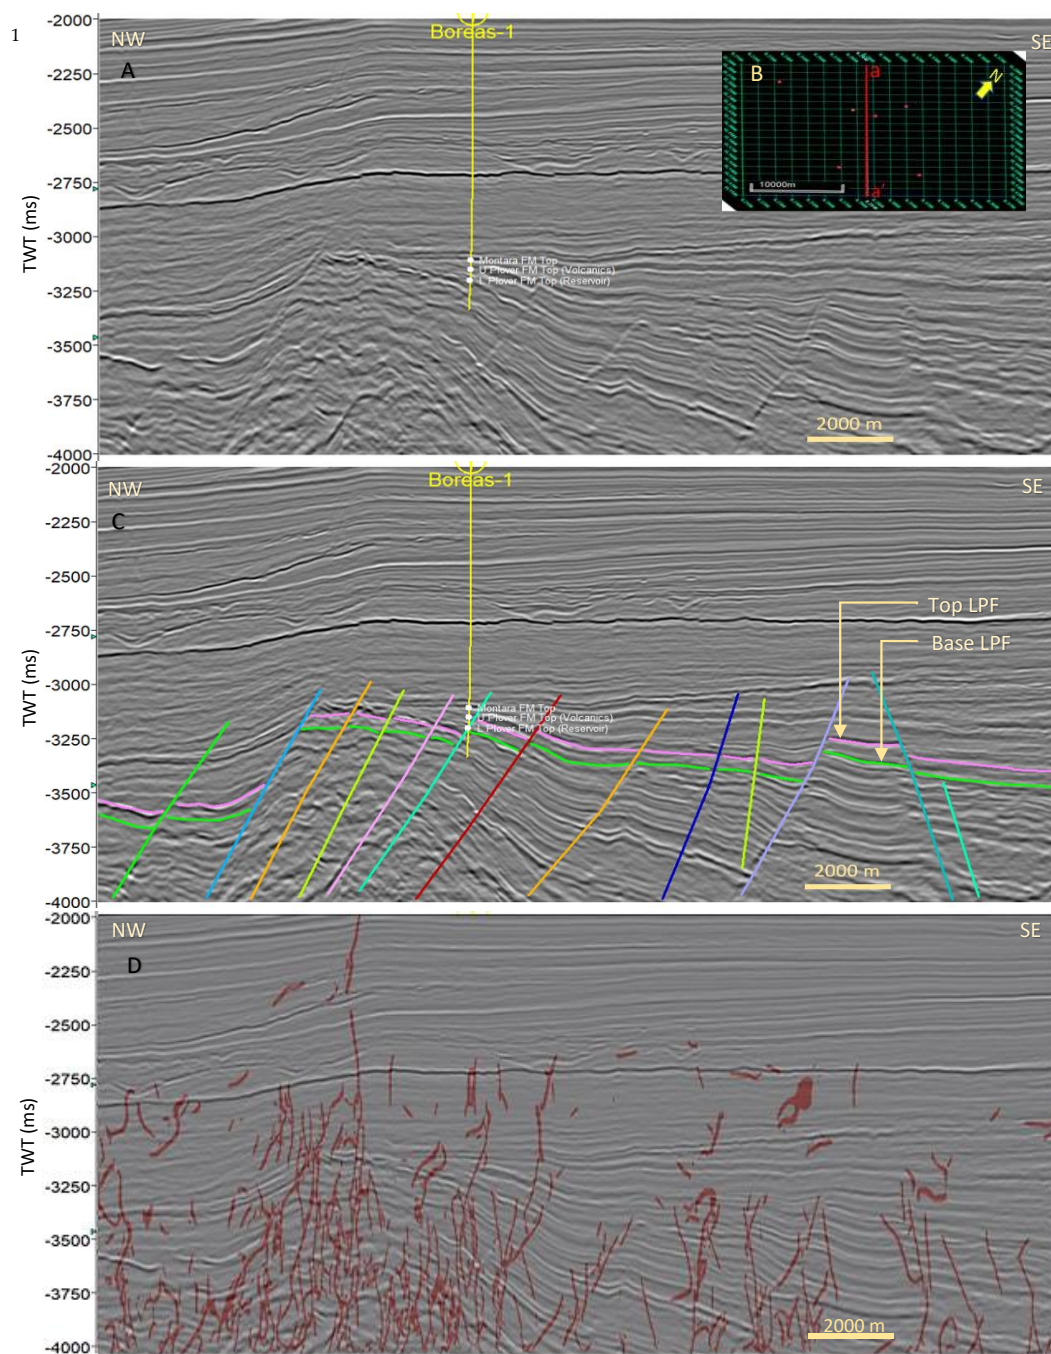 1
-2000
-2250
-2500
-2750
-3000
-3250
-3500
-3750
-4000
TWT (ms)
NW
A
Boreas-1
SE
B
a
N
10000m
a'
Montara FM Top
U Plover FM Top (Volcanics)
L Plover FM Top (Reservoir)
2000 m
-2000
-2250
-2500
-2750
-3000
-3250
-3500
-3750
-4000
TWT (ms)
NW
C
Boreas-1
SE
Top LPF
Base LPF
Montara FM Top
U Plover FM Top (Volcanics)
L Plover FM Top (Reservoir)
2000 m
-2000
-2250
-2500
-2750
-3000
-3250
-3500
-3750
-4000
TWT (ms)
NW
D
SE
2000 m